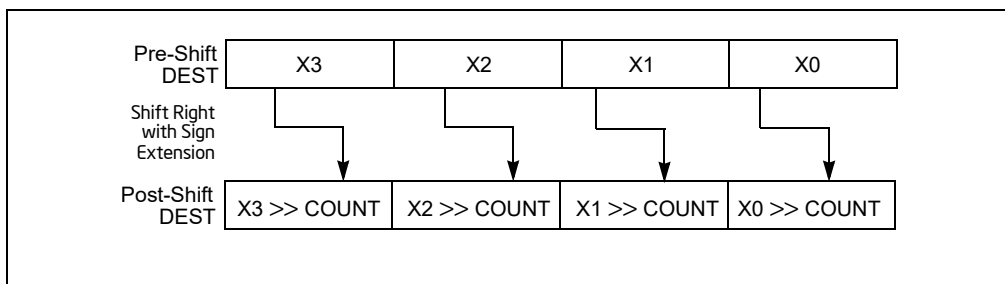 Pre-Shift
DEST
X3 X2 X1 X0
Shift Right
with Sign
Extension
Post-Shift
DEST
X3 >> COUNT X2 >> COUNT X1 >> COUNT X0 >> COUNT